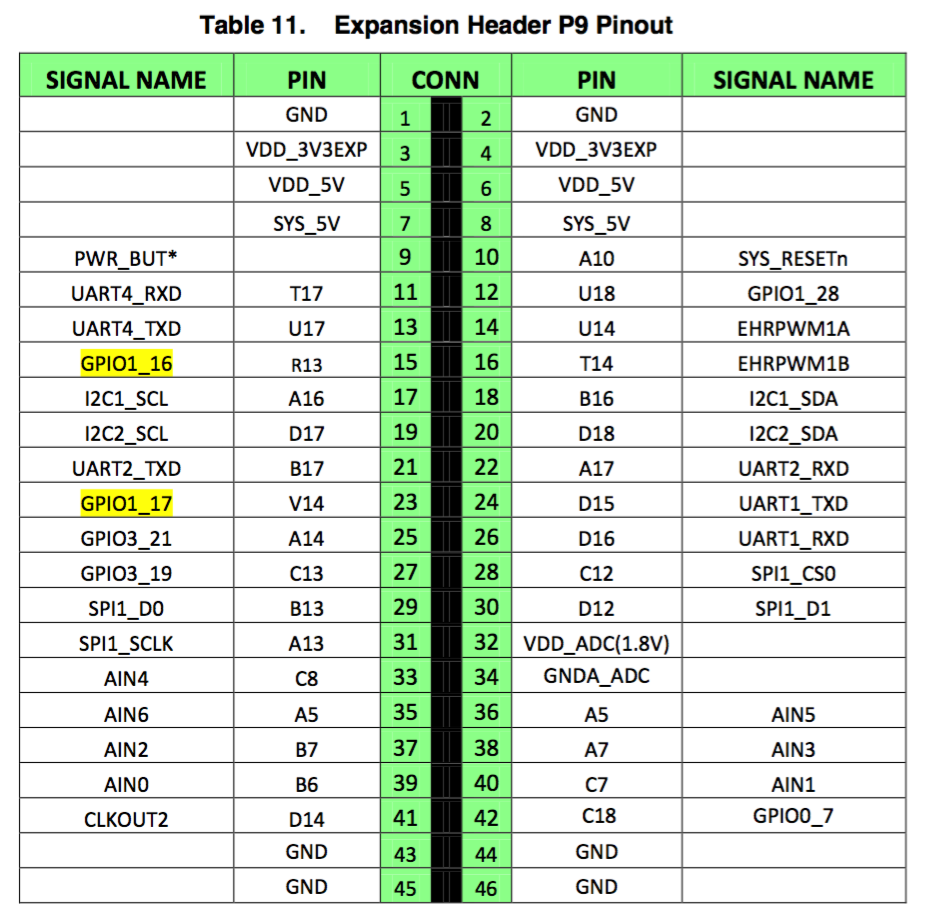 Table 11. Expansion Header P9 Pinout
SIGNAL NAME PIN CONN PIN SIGNAL NAME
GND 1 2 GND
VDD_3V3EXP 3 4 VDD_3V3EXP
VDD_5V 5 6 VDD_5V
SYS_5V 7 8 SYS_5V
PWR_BUT* 9 10 A10 SYS_RESETn
UART4_RXD T17 11 12 U18 GPIO1_28
UART4_TXD U17 13 14 U14 EHRPWM1A
GPIO1_16 R13 15 16 T14 EHRPWM1B
I2C1_SCL A16 17 18 B16 I2C1_SDA
I2C2_SCL D17 19 20 D18 I2C2_SDA
UART2_TXD B17 21 22 A17 UART2_RXD
GPIO1_17 V14 23 24 D15 UART1_TXD
GPIO3_21 A14 25 26 D16 UART1_RXD
GPIO3_19 C13 27 28 C12 SPI1_CS0
SPI1_D0 B13 29 30 D12 SPI1_D1
SPI1_SCLK A13 31 32 VDD_ADC(1.8V)
AIN4 C8 33 34 GNDA_ADC
AIN6 A5 35 36 A5 AIN5
AIN2 B7 37 38 A7 AIN3
AIN0 B6 39 40 C7 AIN1
CLKOUT2 D14 41 42 C18 GPIO0_7
GND 43 44 GND
GND 45 46 GND